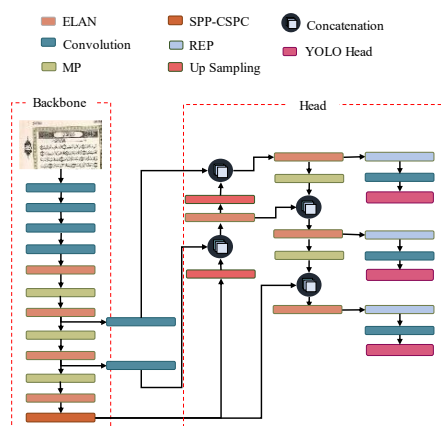 ELAN
SPP-CSPC
Concatenation
Convolution
REP
YOLO Head
MP
Up Sampling
Backbone
Head